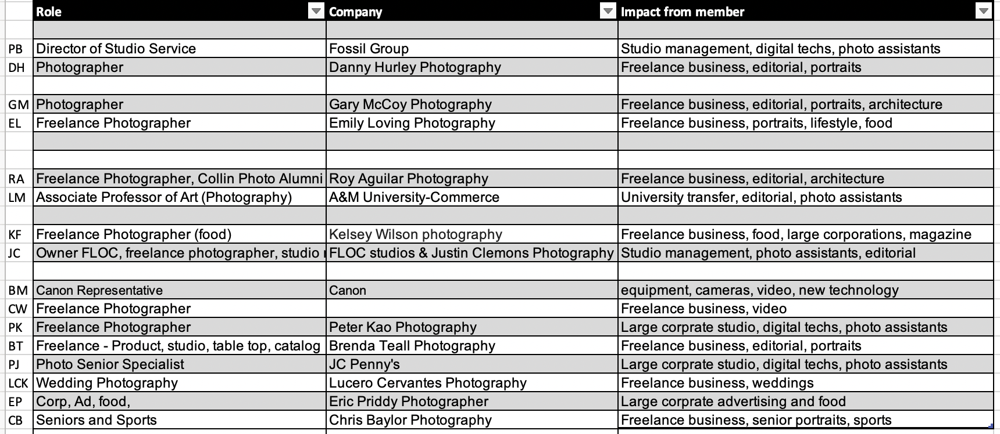 Role Company Impact from member
PB Director of Studio Service Fossil Group Studio management, digital techs, photo assistants
DH Photographer Danny Hurley Photography Freelance business, editorial, portraits
GM Photographer Gary McCoy Photography Freelance business, editorial, portraits, architecture
EL Freelance Photographer Emily Loving Photography Freelance business, portraits, lifestyle, food
RA Freelance Photographer, Collin Photo Alumni Roy Aguilar Photography Freelance business, editorial, architecture
LM Associate Professor of Art (Photography) A&M University-Commerce University transfer, editorial, photo assistants
KF Freelance Photographer (food) Kelsey Wilson photography Freelance business, food, large corporations, magazine
JC Owner FLOC, freelance photographer, studio FLOC studios & Justin Clemons Photography Studio management, photo assistants, editorial
BM Canon Representative Canon equipment, cameras, video, new technology
CW Freelance Photographer Freelance business, video
PK Freelance Photographer Peter Kao Photography Large corprate studio, digital techs, photo assistants
BT Freelance - Product, studio, table top, catalog Brenda Teall Photography Freelance business, editorial, portraits
PJ Photo Senior Specialist JC Penny's Large corprate studio, digital techs, photo assistants
LCK Wedding Photography Lucero Cervantes Photography Freelance business, weddings
EP Corp, Ad, food, Eric Priddy Photographer Large corprate advertising and food
CB Seniors and Sports Chris Baylor Photography Freelance business, senior portraits, sports